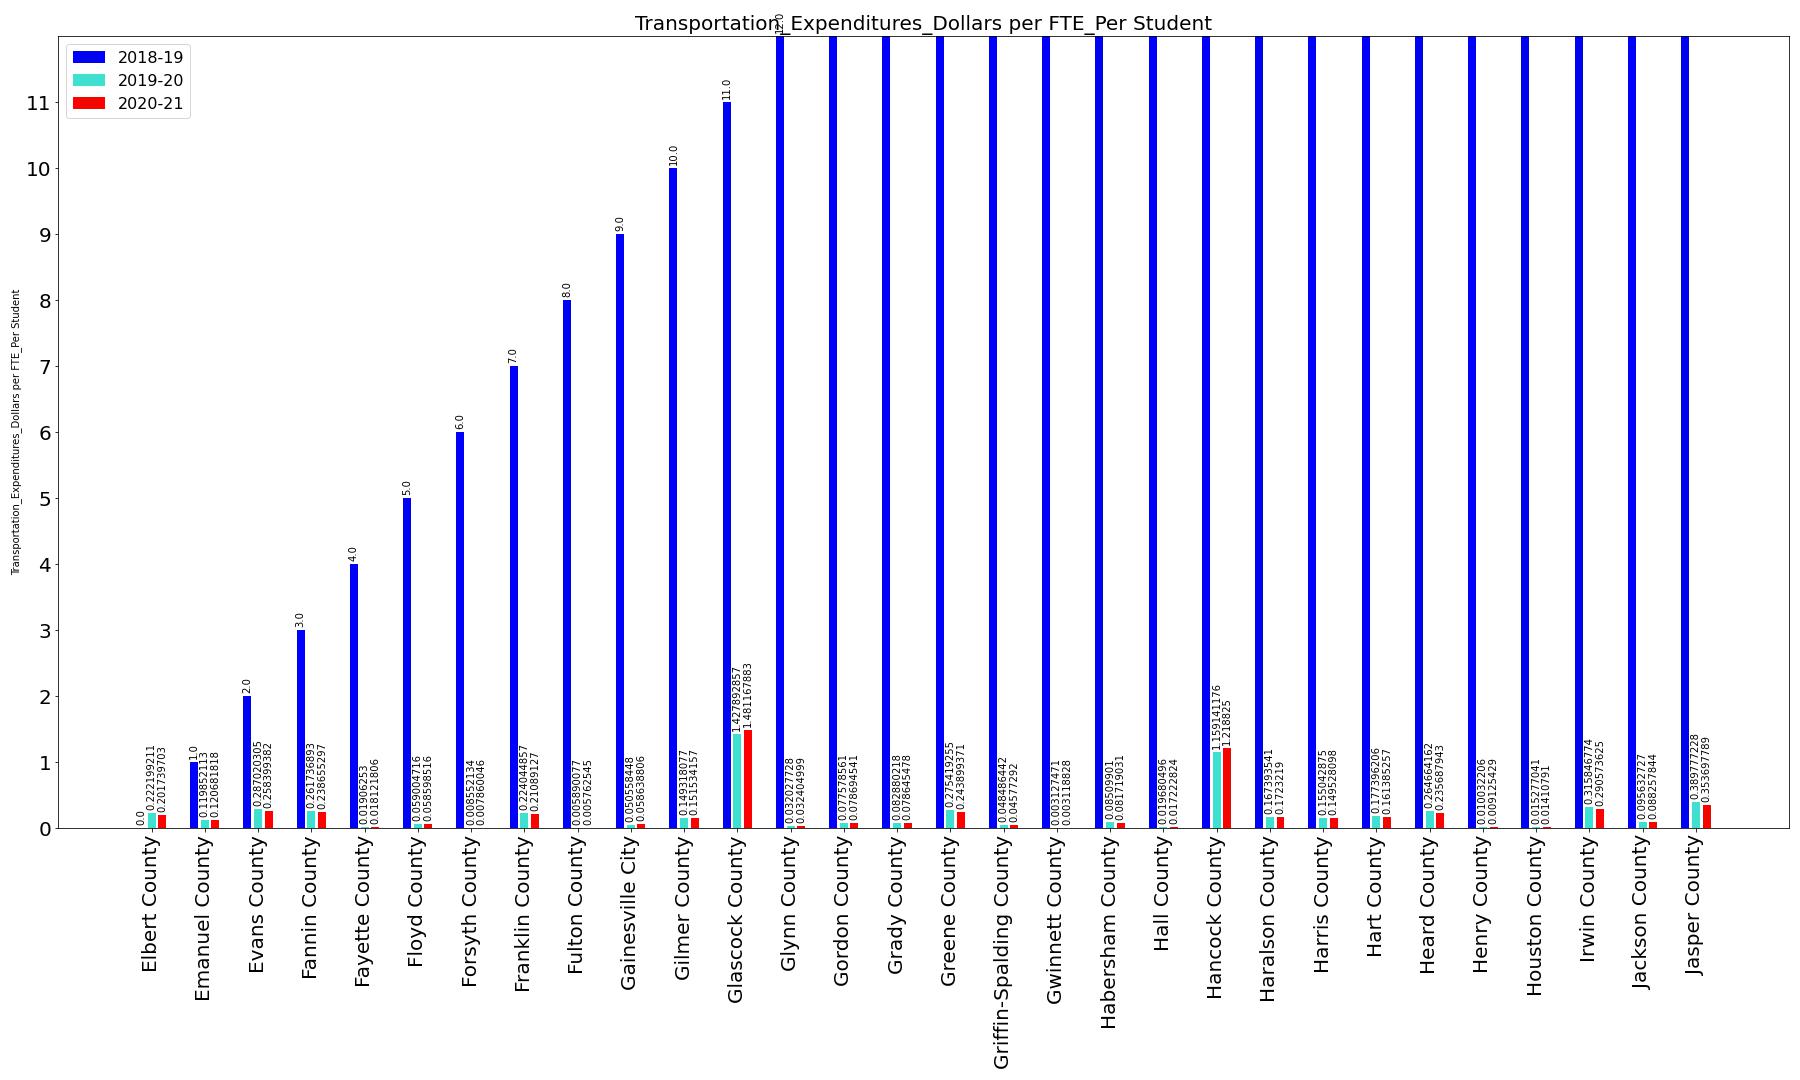 Transportation_Expenditures_Dollars per FTE_Per Student
2018-19
2019-20
2020-21
Transportation_Expenditures_Dollars per FTE_Per Student
11
10
9
8
7
6
5
4
3
2
1
0
0.0
0.222199211
0.201739703
1.0
0.119852113
0.120681818
2.0
0.287020305
0.258399382
3.0
0.261736893
0.238655297
4.0
0.01906253
0.018121806
5.0
0.059004716
0.058598516
6.0
0.008552134
0.007860046
7.0
0.224044857
0.21089127
8.0
0.005890077
0.005762545
9.0
0.050558448
0.058638806
10.0
0.149318077
0.151534157
11.0
1.427892857
1.481167883
12.0
0.032027728
0.032404999
0.077578561
0.078694541
0.082880218
0.078645478
0.275419255
0.243899371
0.048486442
0.04577292
0.003127471
0.003118828
0.08509901
0.081719031
0.019680496
0.017222824
1.159141176
1.218825
0.167393541
0.1723219
0.155042875
0.149528098
0.177396206
0.161385257
0.264664162
0.235687943
0.010032206
0.009125429
0.015277041
0.01410791
0.315846774
0.290573625
0.095632727
0.088257844
0.389777228
0.353697789
Elbert County
Emanuel County
Evans County
Fannin County
Fayette County
Floyd County
Forsyth County
Franklin County
Fulton County
Gainesville City
Gilmer County
Glascock County
Glynn County
Gordon County
Grady County
Greene County
Griffin-Spalding County
Gwinnett County
Habersham County
Hall County
Hancock County
Haralson County
Harris County
Hart County
Heard County
Henry County
Houston County
Irwin County
Jackson County
Jasper County